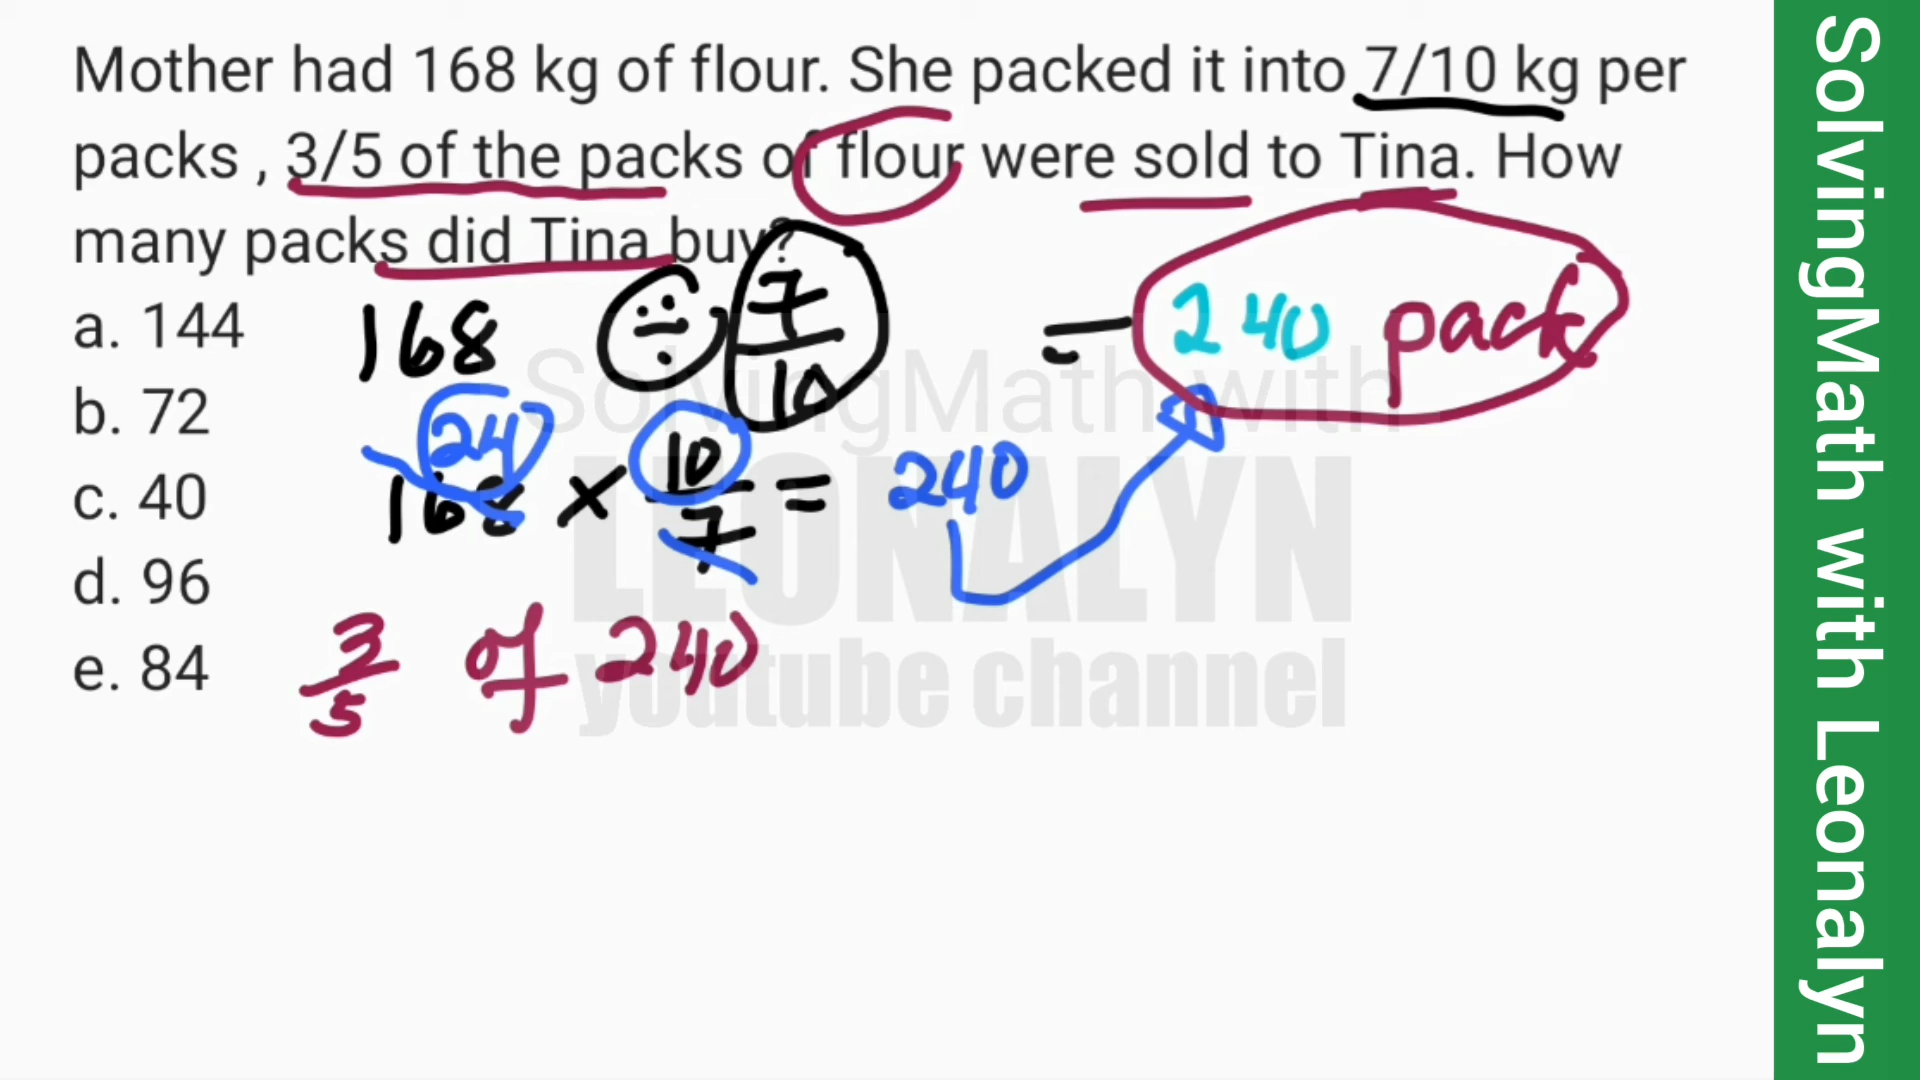 Mother had 168 kg of flour. She packed it into 7/10 kg per
packs , 3/5 of the packs of flour were sold to Tina. How
many packs did Tina buy?
a. 144
168 ÷ 7/10 = 240 pack
b. 72
24
168 × 10/7 = 240
c. 40
d. 96
3/5 of 240
e. 84
SolvingMath with
LEONALYN
youtube channel
SolvingMath with Leonalyn